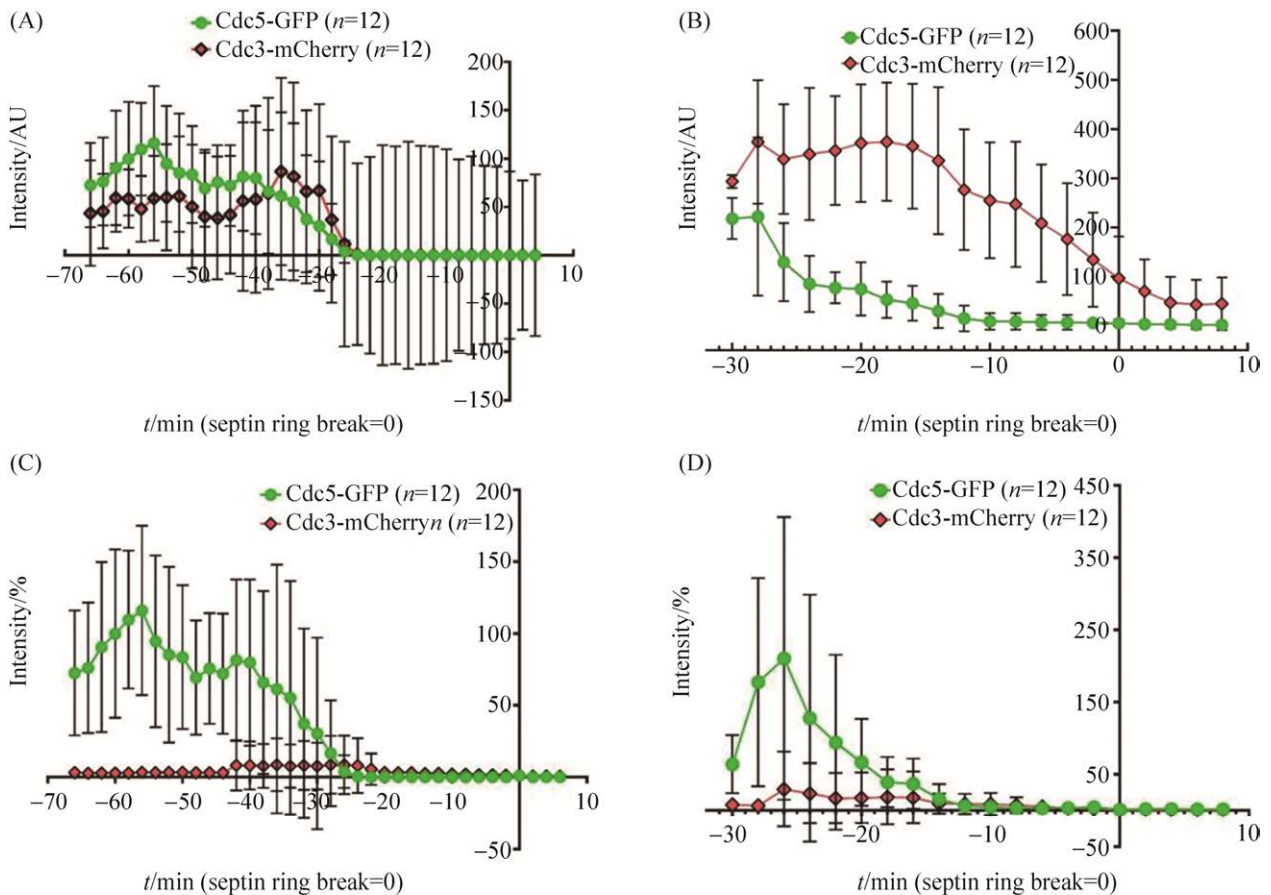 (A)
Cdc5-GFP (n=12)
Cdc3-mCherry (n=12)
200
150
100
50
−50
−100
−150
−70 −60 −50 −40 −30 −20 −10 10
Intensity/AU
t/min (septin ring break=0)
(B)
Cdc5-GFP (n=12)
Cdc3-mCherry (n=12)
600
500
400
300
200
100
0
−30 −20 −10 0 10
Intensity/AU
t/min (septin ring break=0)
(C)
Cdc5-GFP (n=12)
Cdc3-mCherryn (n=12)
200
150
100
50
−50
−70 −60 −50 −40 −30 −20 −10 10
Intensity/%
t/min (septin ring break=0)
(D)
Cdc5-GFP (n=12)
Cdc3-mCherry (n=12)
450
350
250
150
50
−50
−30 −20 −10 0 10
Intensity/%
t/min (septin ring break=0)